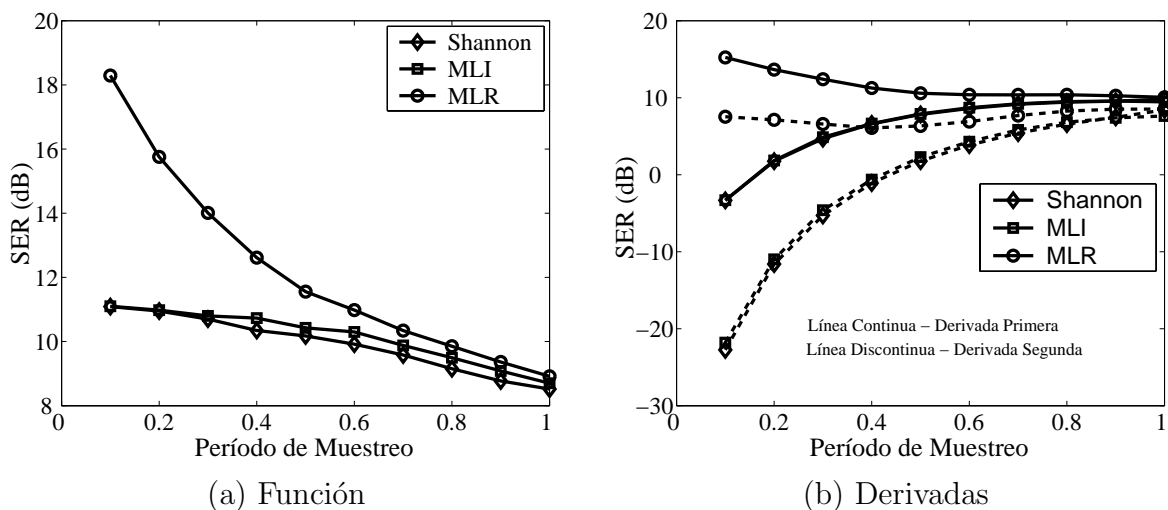 20
18
16
14
12
10
8
SER (dB)
0
0.2
0.4
0.6
0.8
1
Período de Muestreo
Shannon
MLI
MLR
(a) Función
20
10
0
−10
−20
−30
SER (dB)
0
0.2
0.4
0.6
0.8
1
Período de Muestreo
Shannon
MLI
MLR
Línea Continua – Derivada Primera
Línea Discontinua – Derivada Segunda
(b) Derivadas